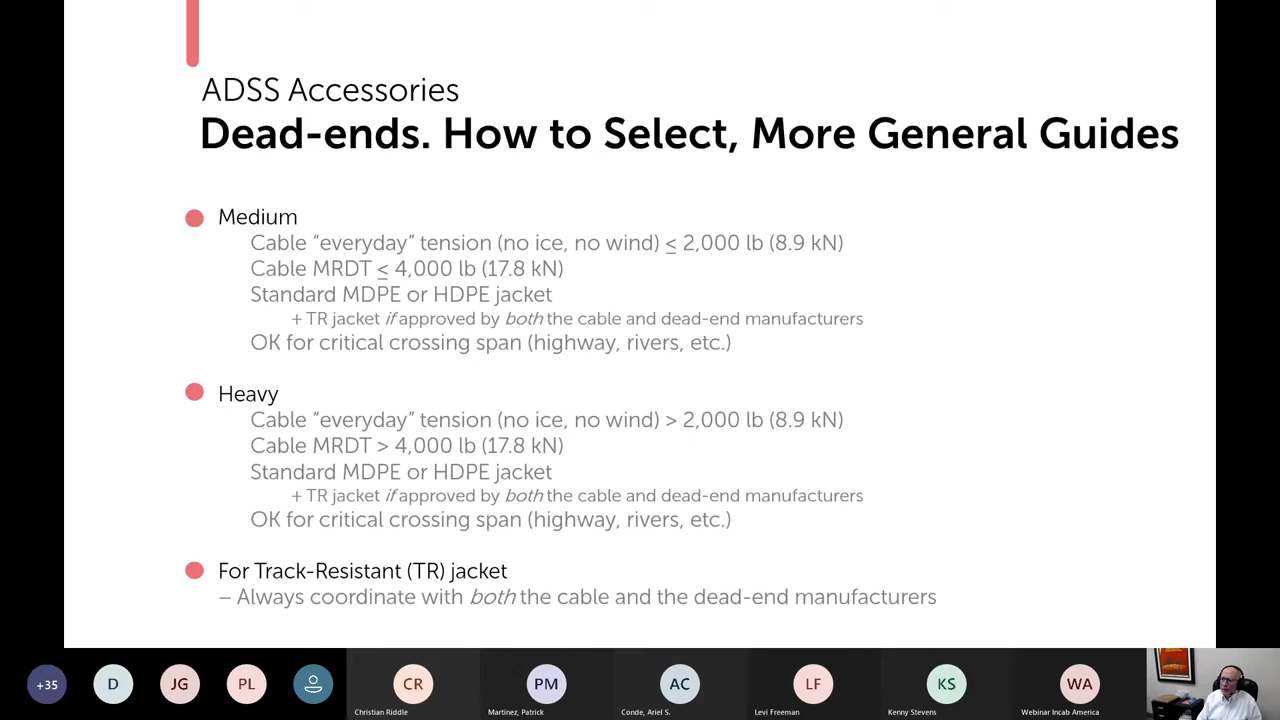 ADSS Accessories
Dead-ends. How to Select, More General Guides
Medium
Cable “everyday” tension (no ice, no wind) ≤ 2,000 lb (8.9 kN)
Cable MRDT ≤ 4,000 lb (17.8 kN)
Standard MDPE or HDPE jacket
+ TR jacket if approved by both the cable and dead-end manufacturers
OK for critical crossing span (highway, rivers, etc.)
Heavy
Cable “everyday” tension (no ice, no wind) > 2,000 lb (8.9 kN)
Cable MRDT > 4,000 lb (17.8 kN)
Standard MDPE or HDPE jacket
+ TR jacket if approved by both the cable and dead-end manufacturers
OK for critical crossing span (highway, rivers, etc.)
For Track-Resistant (TR) jacket
– Always coordinate with both the cable and the dead-end manufacturers
+35 D JG PL CR PM AC LF KS WA
Christian Riddle Martinez, Patrick Conde, Ariel S. Levi Freeman Kenny Stevens Webinar Incab America